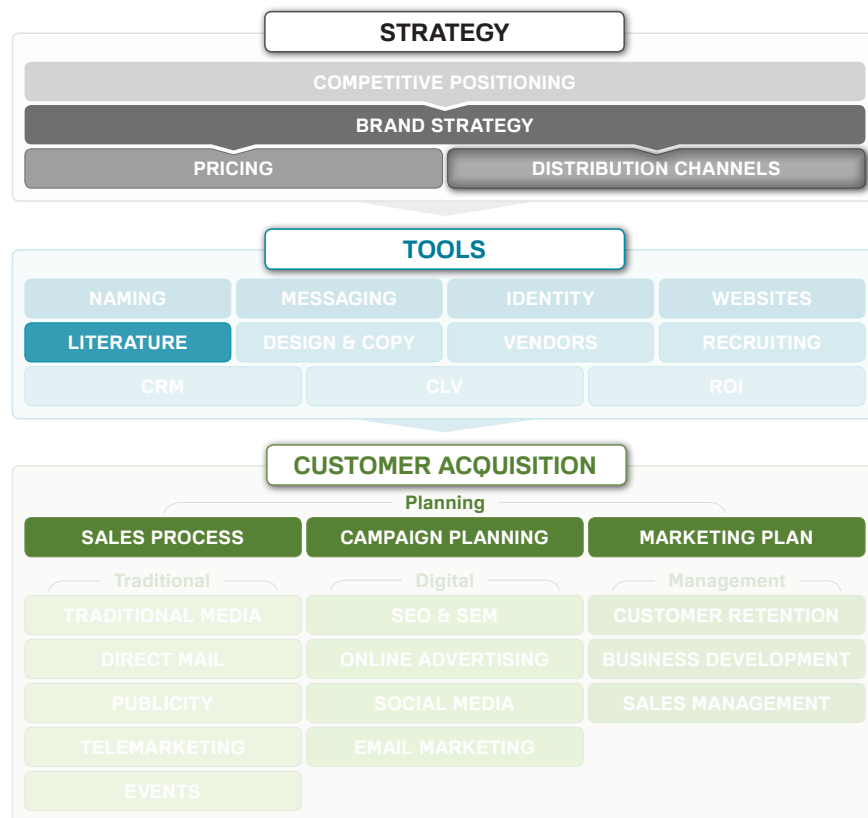 STRATEGY
COMPETITIVE POSITIONING
BRAND STRATEGY
PRICING DISTRIBUTION CHANNELS
TOOLS
NAMING MESSAGING IDENTITY WEBSITES
LITERATURE DESIGN & COPY VENDORS RECRUITING
CRM CLV ROI
CUSTOMER ACQUISITION
Planning
SALES PROCESS CAMPAIGN PLANNING MARKETING PLAN
Traditional Digital Management
TRADITIONAL MEDIA SEO & SEM CUSTOMER RETENTION
DIRECT MAIL ONLINE ADVERTISING BUSINESS DEVELOPMENT
PUBLICITY SOCIAL MEDIA SALES MANAGEMENT
TELEMARKETING EMAIL MARKETING
EVENTS